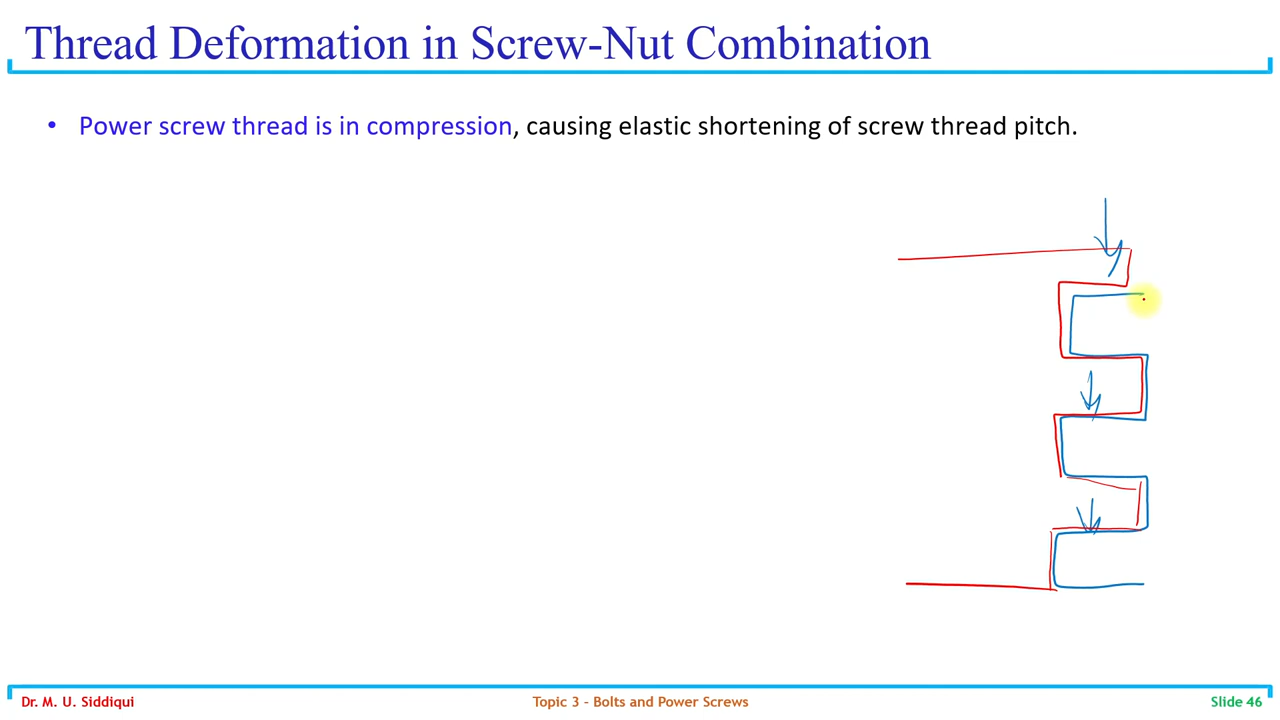 Thread Deformation in Screw-Nut Combination
• Power screw thread is in compression, causing elastic shortening of screw thread pitch.
Dr. M. U. Siddiqui
Topic 3 – Bolts and Power Screws
Slide 46